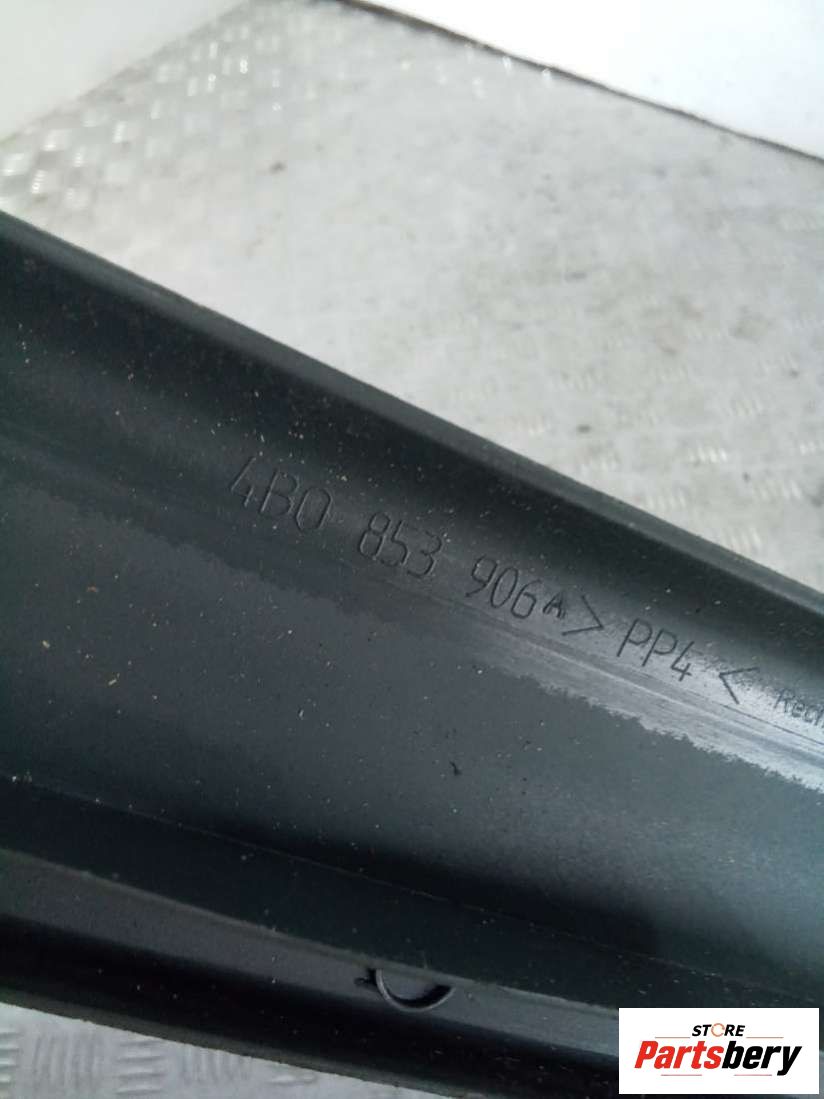 4B0 853 906A >PP4<
STORE
Partsbery